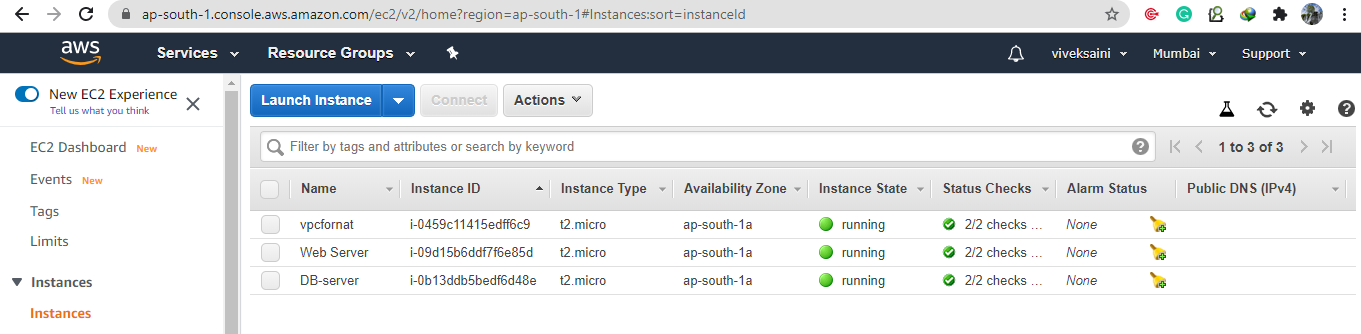 ap-south-1.console.aws.amazon.com/ec2/v2/home?region=ap-south-1#Instances:sort=instanceId
aws Services Resource Groups viveksaini Mumbai Support
New EC2 Experience
Tell us what you think
EC2 Dashboard New
Events New
Tags
Limits
Instances
Instances
Launch Instance Connect Actions
Filter by tags and attributes or search by keyword 1 to 3 of 3
Name Instance ID Instance Type Availability Zone Instance State Status Checks Alarm Status Public DNS (IPv4)
vpcfornat i-0459c11415edff6c9 t2.micro ap-south-1a running 2/2 checks ... None
Web Server i-09d15b6ddf7f6e85d t2.micro ap-south-1a running 2/2 checks ... None
DB-server i-0b13ddb5bedf6d48e t2.micro ap-south-1a running 2/2 checks ... None